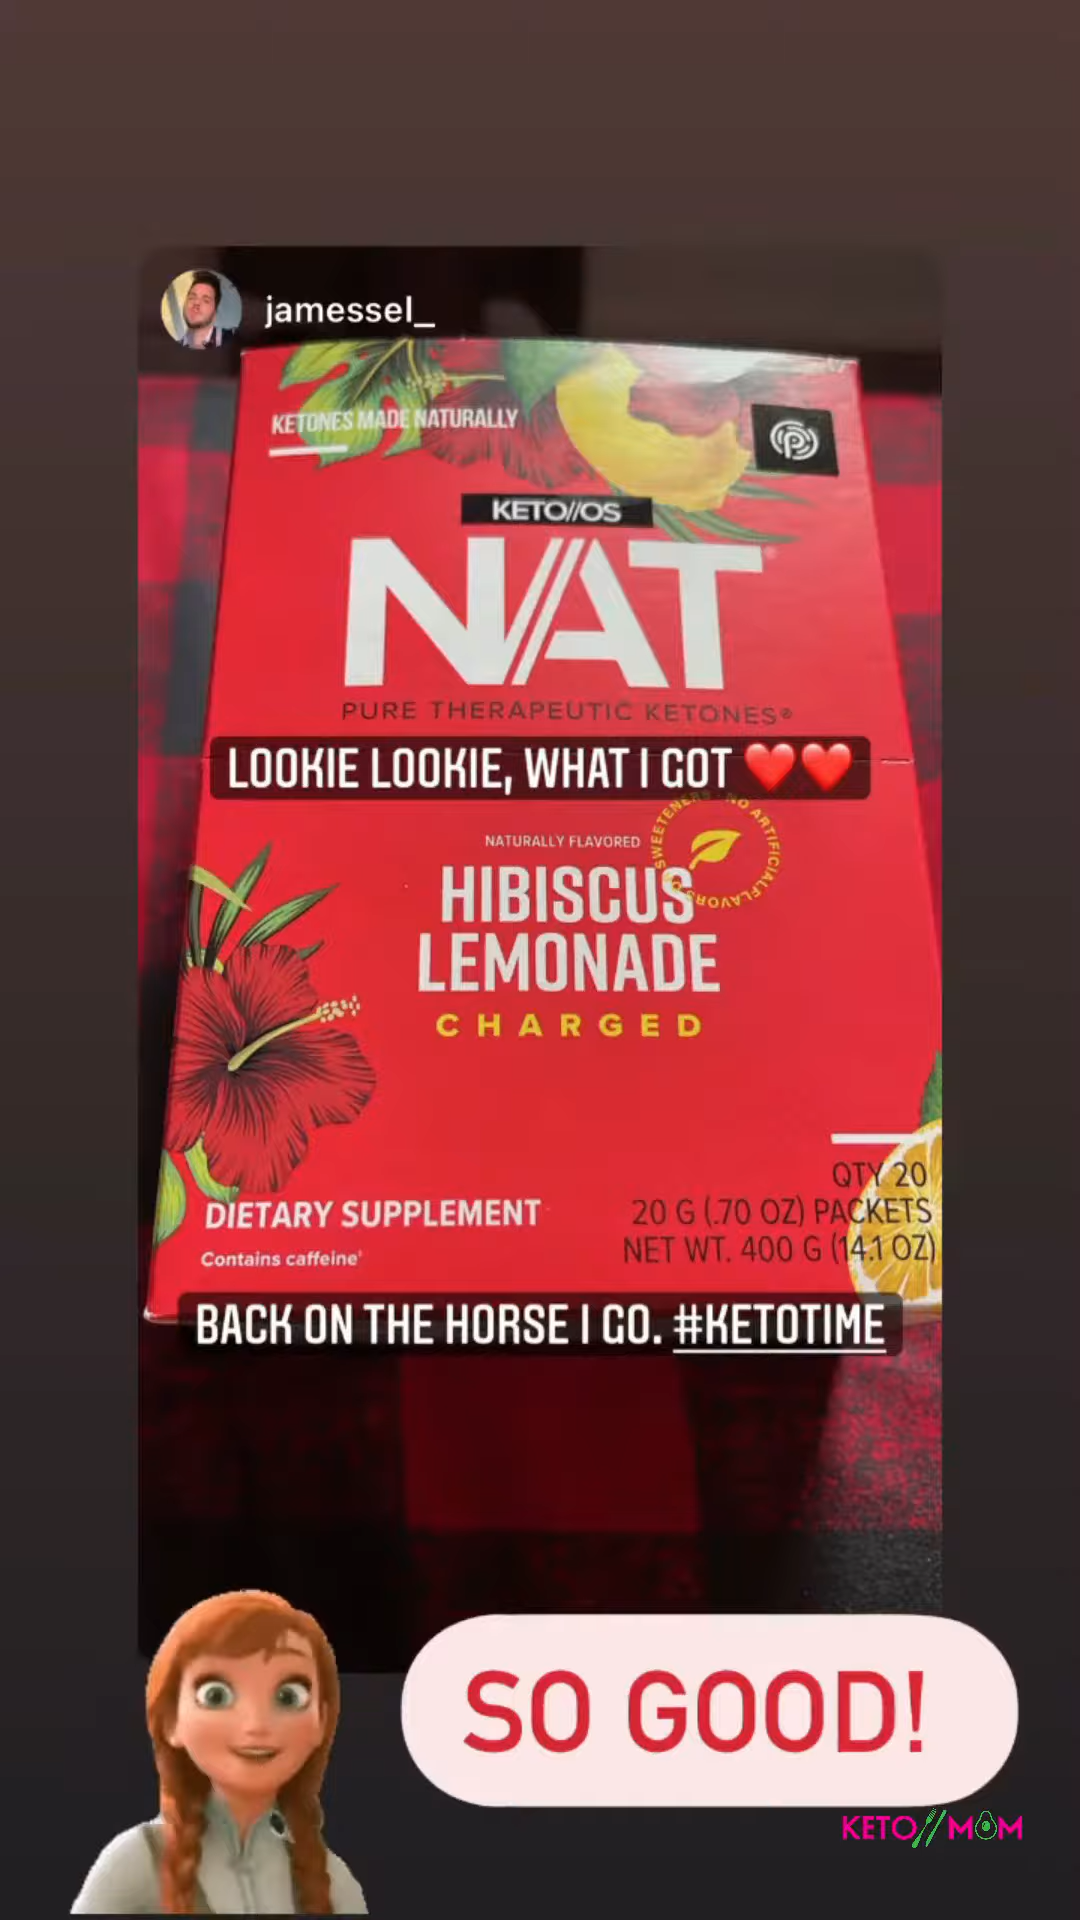 jamessel_
KETONES MADE NATURALLY
KETO//OS
N//AT®
PURE THERAPEUTIC KETONES®
LOOKIE LOOKIE, WHAT I GOT ❤️❤️
SWEETENERS · NO ARTIFICIAL FLAVORS
NATURALLY FLAVORED
HIBISCUS
LEMONADE
CHARGED
QTY 20
20 G (.70 OZ) PACKETS
NET WT. 400 G (14.1 OZ)
DIETARY SUPPLEMENT
Contains caffeine
BACK ON THE HORSE I GO. #KETOTIME
SO GOOD!
KETO//MOM